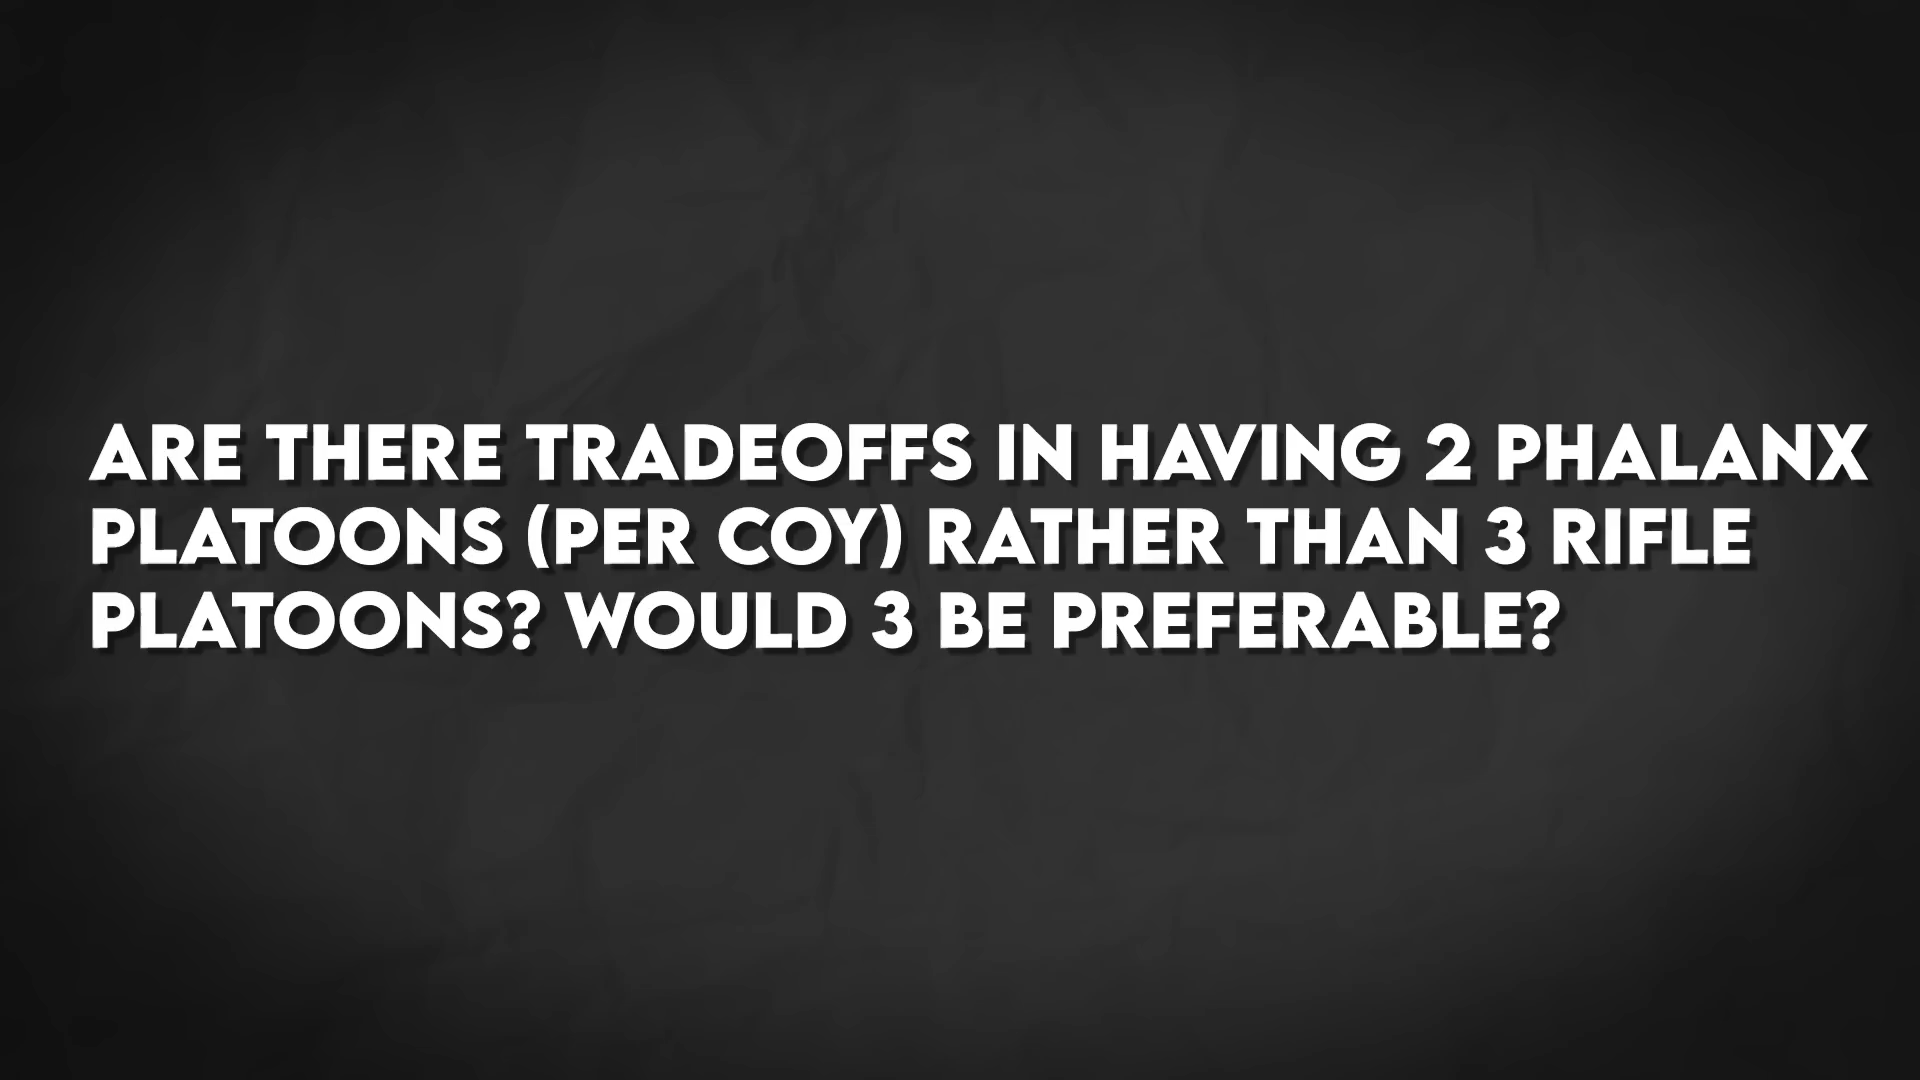 ARE THERE TRADEOFFS IN HAVING 2 PHALANX
PLATOONS (PER COY) RATHER THAN 3 RIFLE
PLATOONS? WOULD 3 BE PREFERABLE?